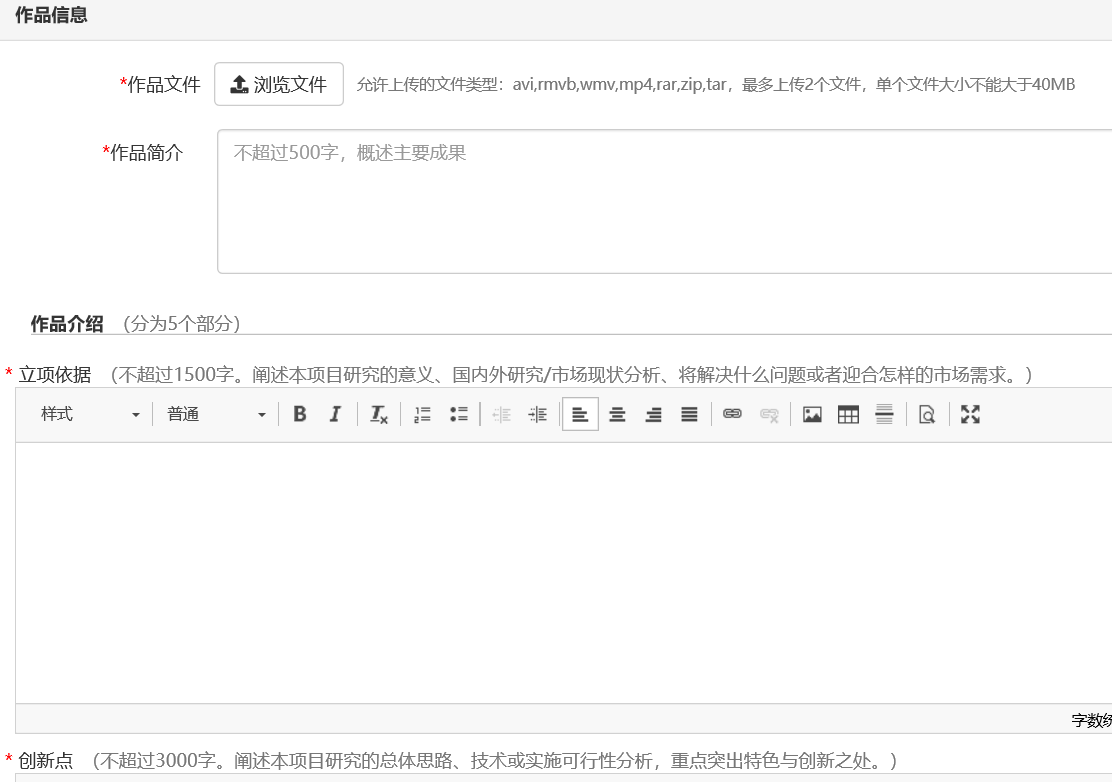 作品信息
*作品文件 浏览文件 允许上传的文件类型：avi,rmvb,wmv,mp4,rar,zip,tar，最多上传2个文件，单个文件大小不能大于40MB
*作品简介 不超过500字，概述主要成果
作品介绍 （分为5个部分）
* 立项依据 （不超过1500字。阐述本项目研究的意义、国内外研究/市场现状分析、将解决什么问题或者迎合怎样的市场需求。）
样式 普通 B I Tx
字数
* 创新点 （不超过3000字。阐述本项目研究的总体思路、技术或实施可行性分析，重点突出特色与创新之处。）